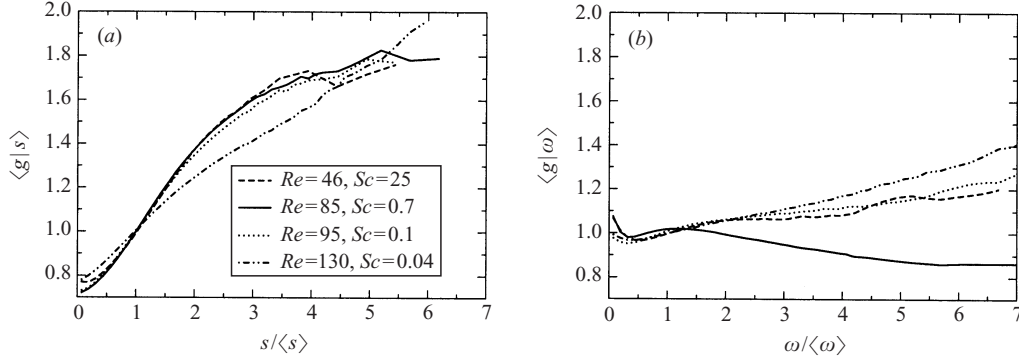 2.0
(a)
1.8
1.6
⟨g|s⟩
1.4
1.2
1.0
0.8
Re=46, Sc=25
Re=85, Sc=0.7
Re=95, Sc=0.1
Re=130, Sc=0.04
0 1 2 3 4 5 6 7
s/⟨s⟩
2.0
(b)
1.8
1.6
⟨g|ω⟩
1.4
1.2
1.0
0.8
0 1 2 3 4 5 6 7
ω/⟨ω⟩